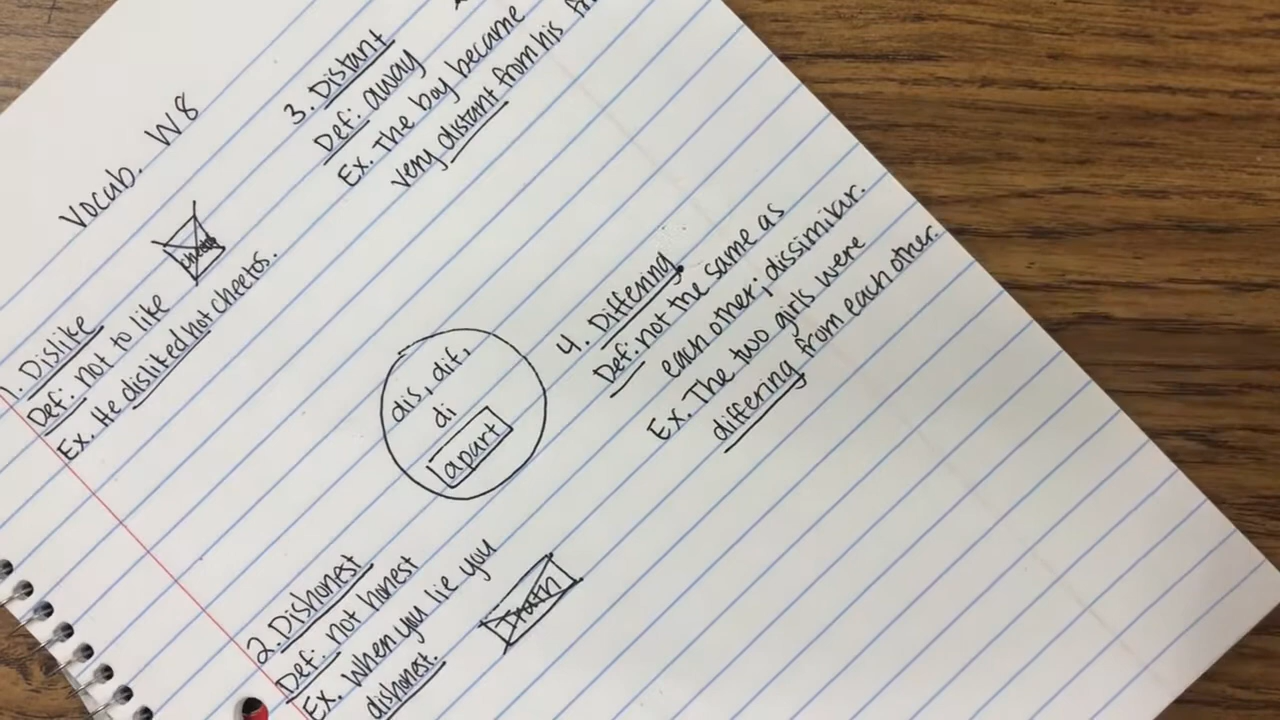 Vocab. W8
1. Dislike
Def: not to like
Ex. He disliked hot cheetos.
3. Distant
Def: away
Ex. The boy became
very distant from his
dis, dif,
di
apart
4. Differing
Def: not the same as
each other; dissimilar.
Ex. The two girls were
differing from each other.
2. Dishonest
Def: not honest
Ex. When you lie you
dishonest.